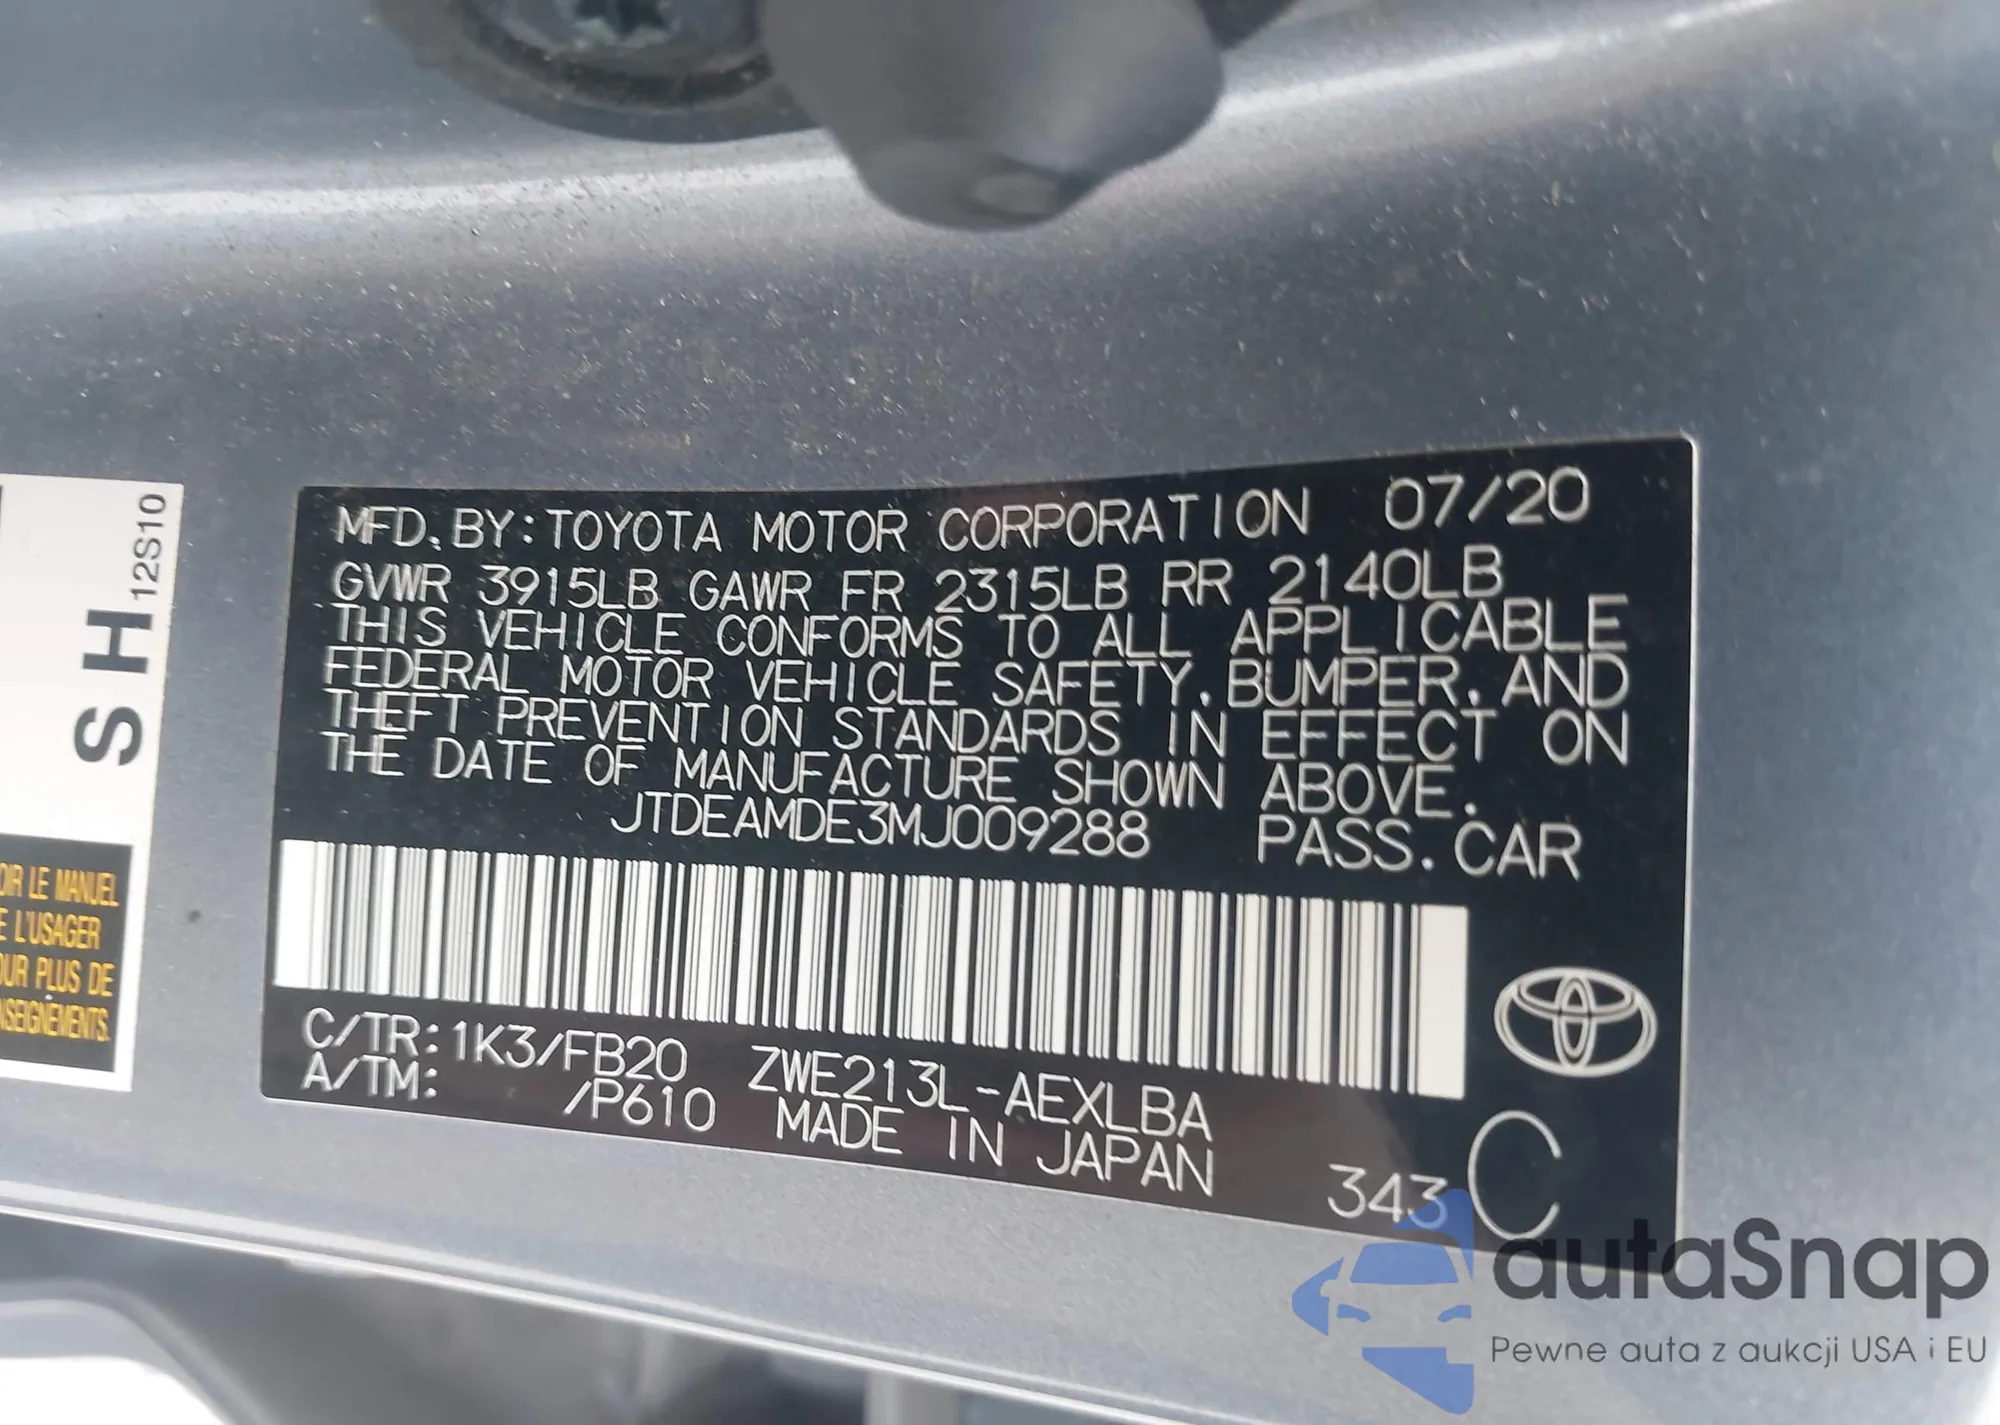 MFD. BY: TOYOTA MOTOR CORPORATION 07/20
GVWR 3915LB GAWR FR 2315LB RR 2140LB
THIS VEHICLE CONFORMS TO ALL APPLICABLE
FEDERAL MOTOR VEHICLE SAFETY, BUMPER, AND
THEFT PREVENTION STANDARDS IN EFFECT ON
THE DATE OF MANUFACTURE SHOWN ABOVE.
JTDEAMDE3MJ009288 PASS. CAR
C/TR: 1K3/FB20 ZWE213L-AEXLBA
A/TM: /P610 MADE IN JAPAN
343 C
S H 12S10
LE MANUEL
L'USAGER
PLUS DE
autaSnap
Pewne auta z aukcji USA i EU